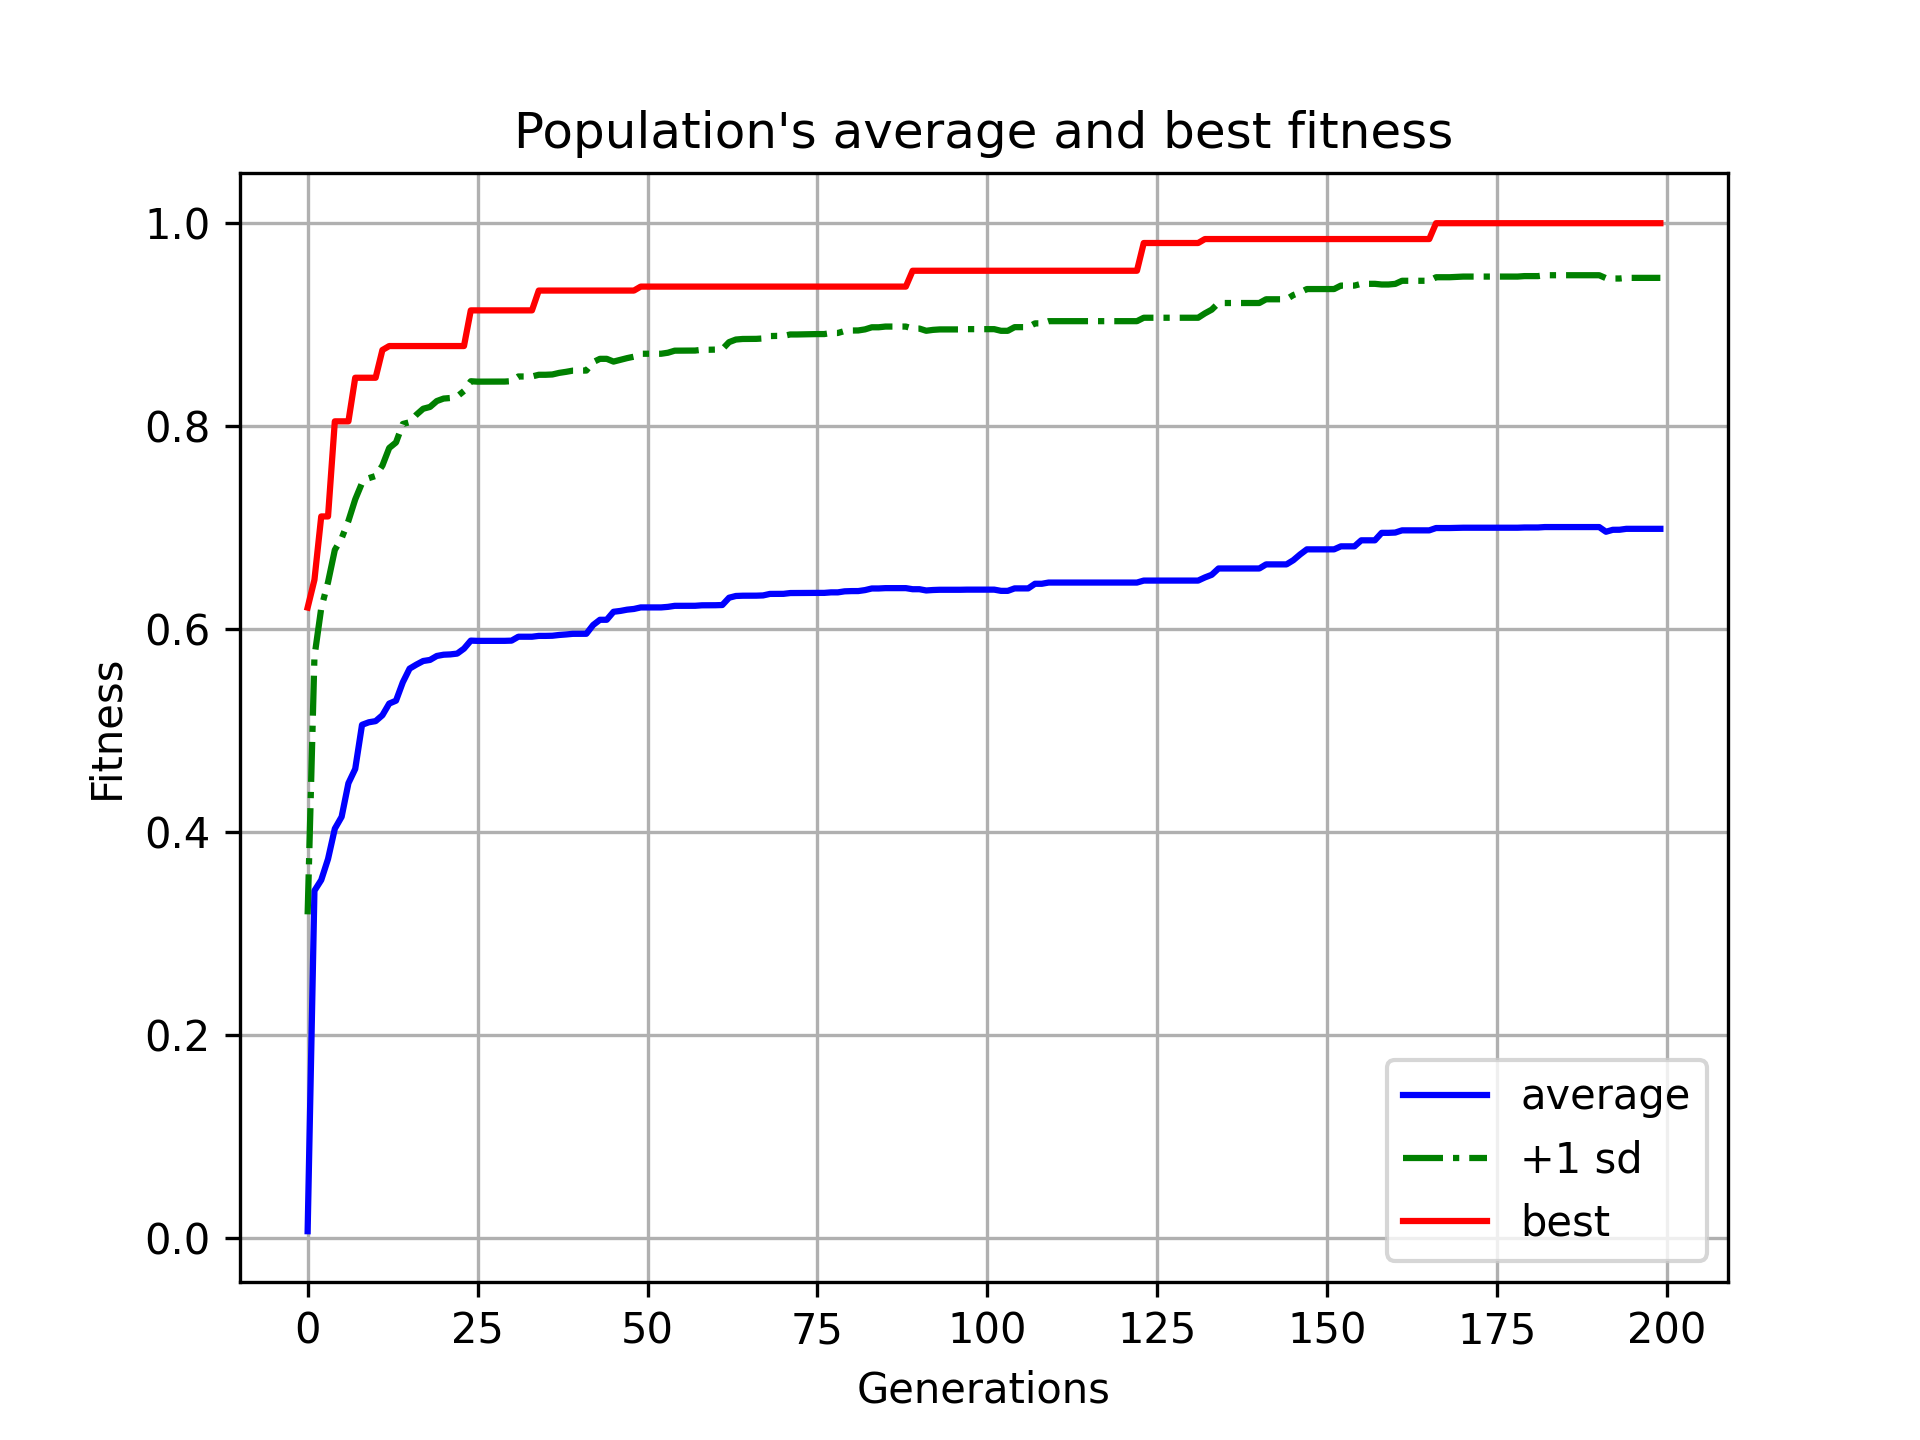 Population's average and best fitness
1.0
0.8
0.6
0.4
0.2
0.0
Fitness
average
+1 sd
best
0 25 50 75 100 125 150 175 200
Generations